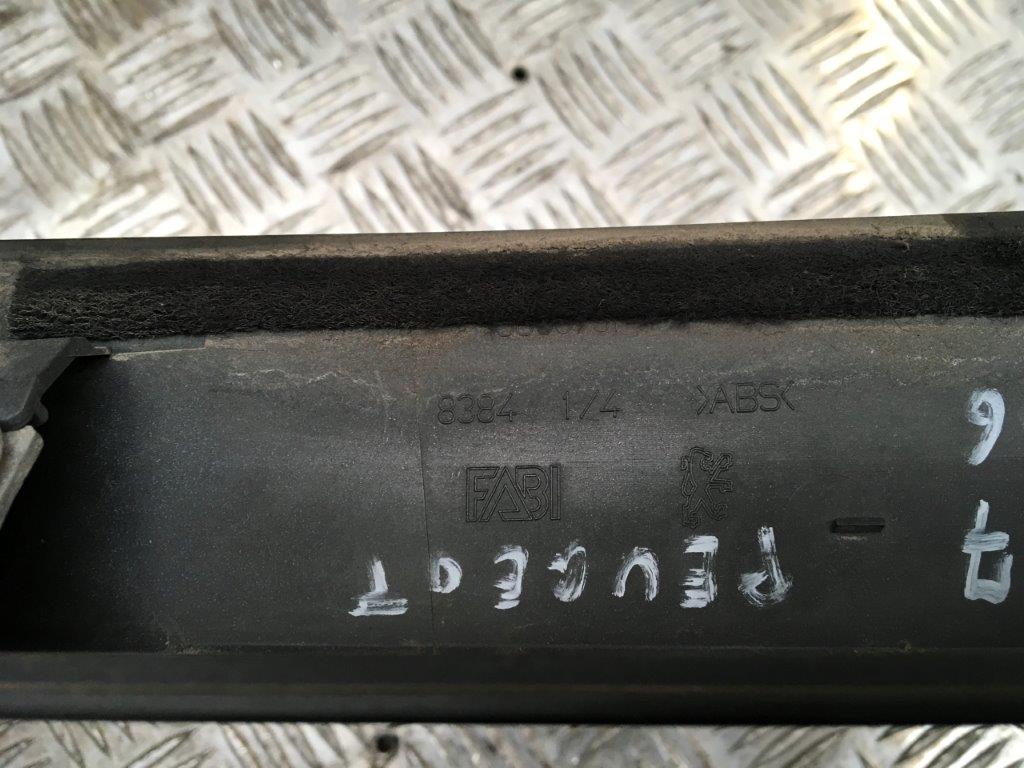 8384 1/4 >ABS<
FABI
PEUGEOT